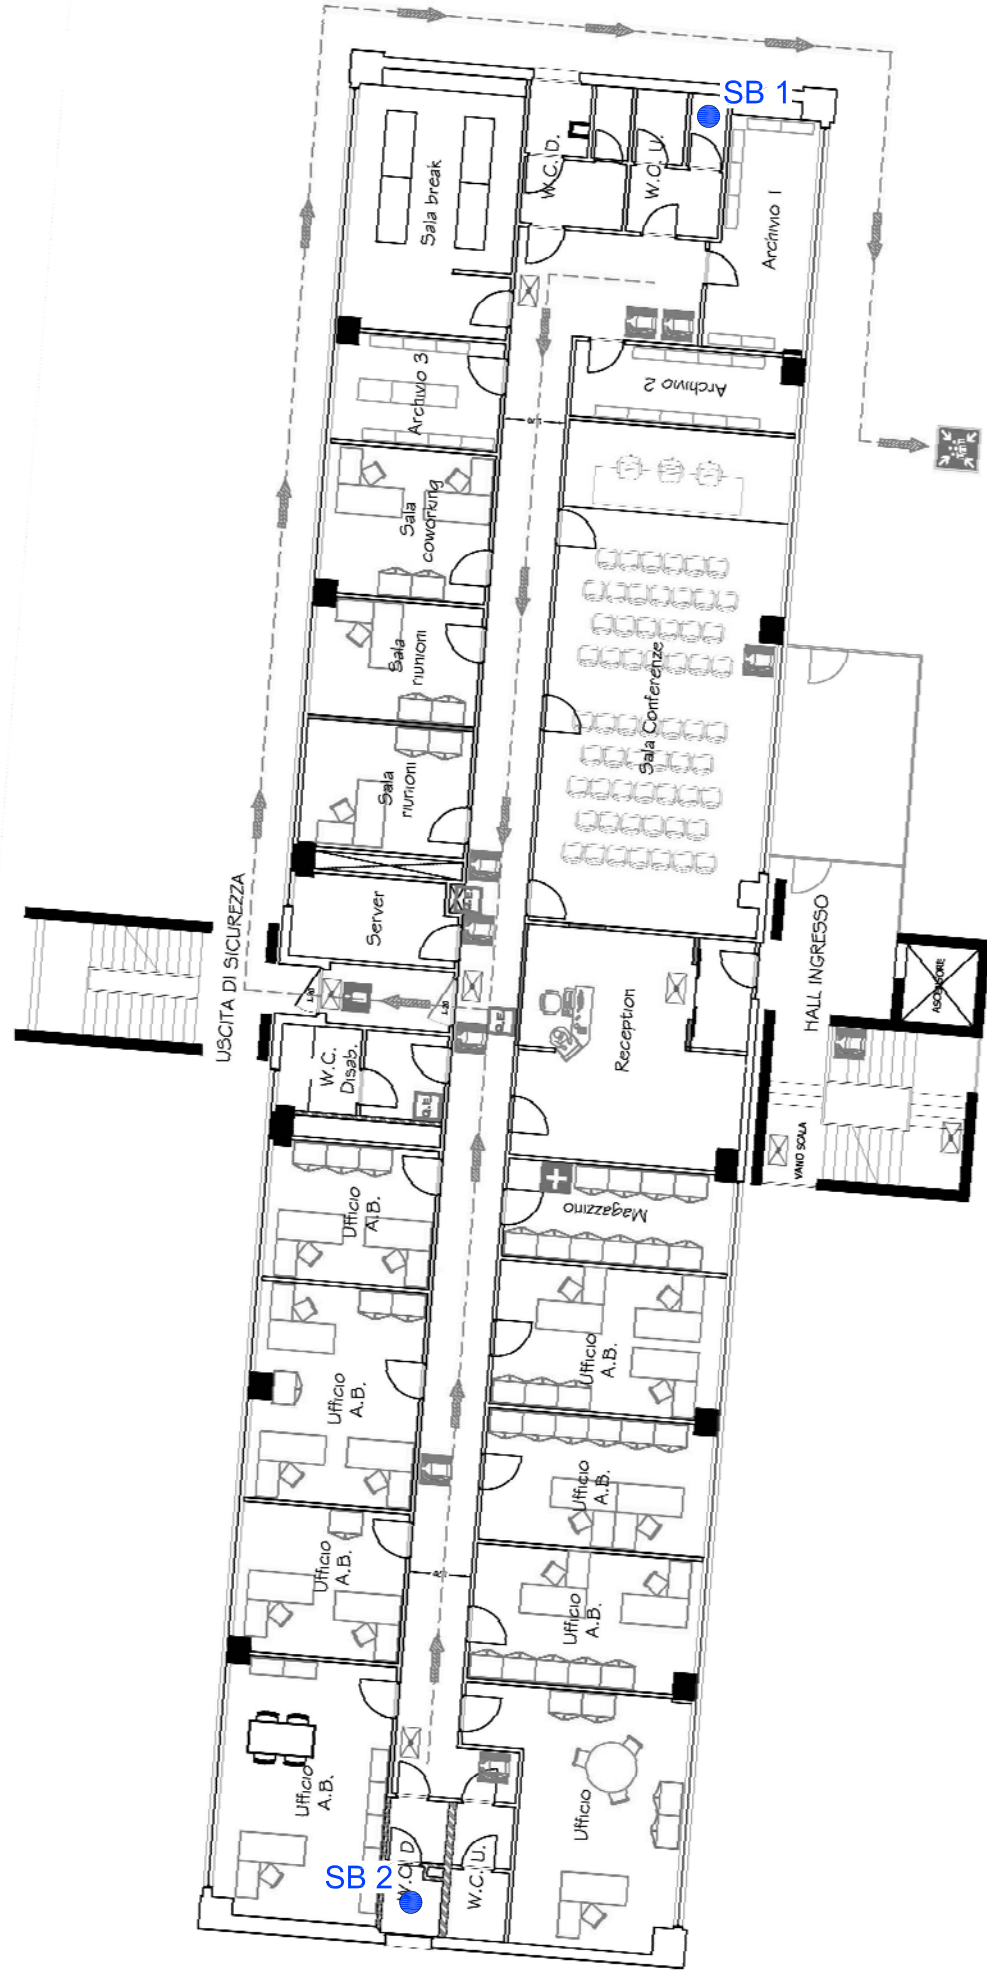 SB 1
W.C. D.
W.C. U.
Sala break
Archivio 1
Archivio 3
Archivio 2
Sala
coworking
Sala
riunioni
Sala Conferenze
Sala
riunioni
USCITA DI SICUREZZA
Server
Q.E.
HALL INGRESSO
ASCENSORE
L.20
L.20
Q.E.
Reception
W.C.
Disab.
Q.E.
VANO SCALA
Ufficio
A.B.
Magazzino
Ufficio
A.B.
Ufficio
A.B.
Ufficio
A.B.
Ufficio
A.B.
Ufficio
A.B.
Ufficio
A.B.
Ufficio
SB 2
W.C. D.
W.C. U.